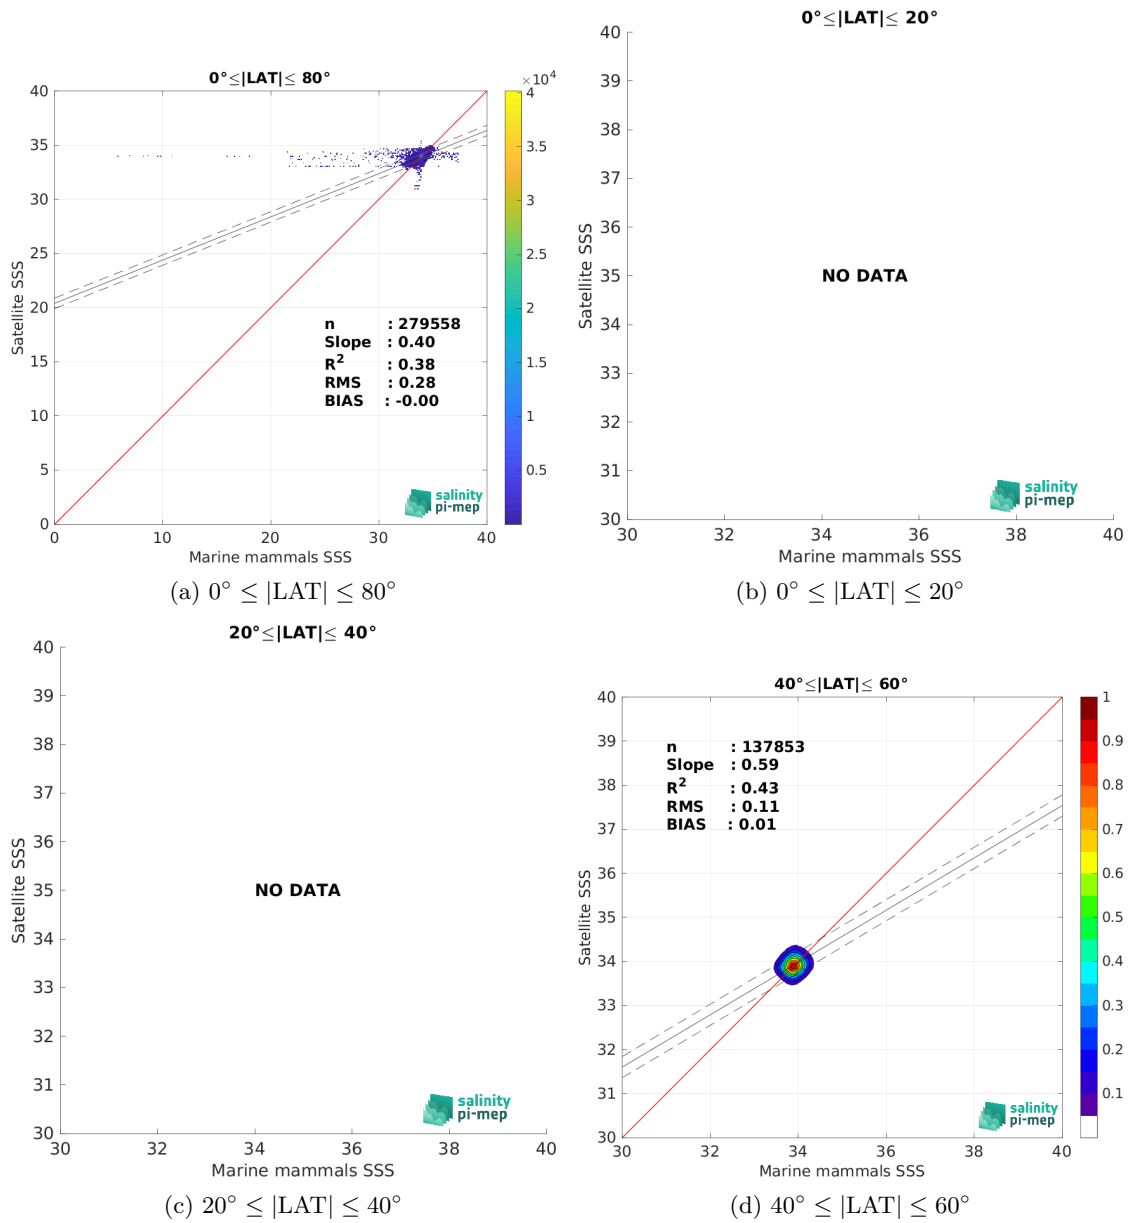 0°≤|LAT|≤ 80°
×10⁴
40
35
30
25
20
15
10
5
0
Satellite SSS
n : 279558
Slope : 0.40
R² : 0.38
RMS : 0.28
BIAS : -0.00
salinity
pi-mep
0 10 20 30 40
Marine mammals SSS
4
3.5
3
2.5
2
1.5
1
0.5
(a) 0° ≤ |LAT| ≤ 80°
0°≤|LAT|≤ 20°
40
39
38
37
36
35
34
33
32
31
30
Satellite SSS
NO DATA
salinity
pi-mep
30 32 34 36 38 40
Marine mammals SSS
(b) 0° ≤ |LAT| ≤ 20°
20°≤|LAT|≤ 40°
40
39
38
37
36
35
34
33
32
31
30
Satellite SSS
NO DATA
salinity
pi-mep
30 32 34 36 38 40
Marine mammals SSS
(c) 20° ≤ |LAT| ≤ 40°
40°≤|LAT|≤ 60°
40
39
38
37
36
35
34
33
32
31
30
Satellite SSS
n : 137853
Slope : 0.59
R² : 0.43
RMS : 0.11
BIAS : 0.01
salinity
pi-mep
30 32 34 36 38 40
Marine mammals SSS
1
0.9
0.8
0.7
0.6
0.5
0.4
0.3
0.2
0.1
(d) 40° ≤ |LAT| ≤ 60°